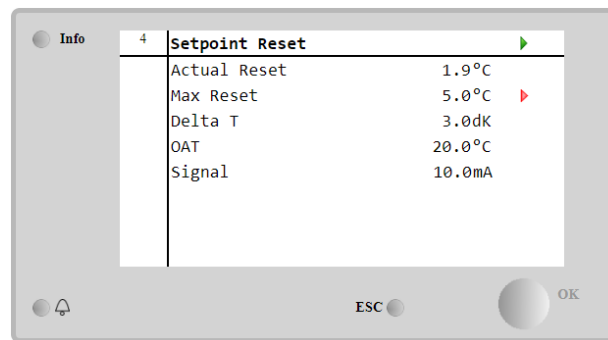 Info
4 Setpoint Reset
Actual Reset 1.9°C
Max Reset 5.0°C
Delta T 3.0dK
OAT 20.0°C
Signal 10.0mA
ESC OK